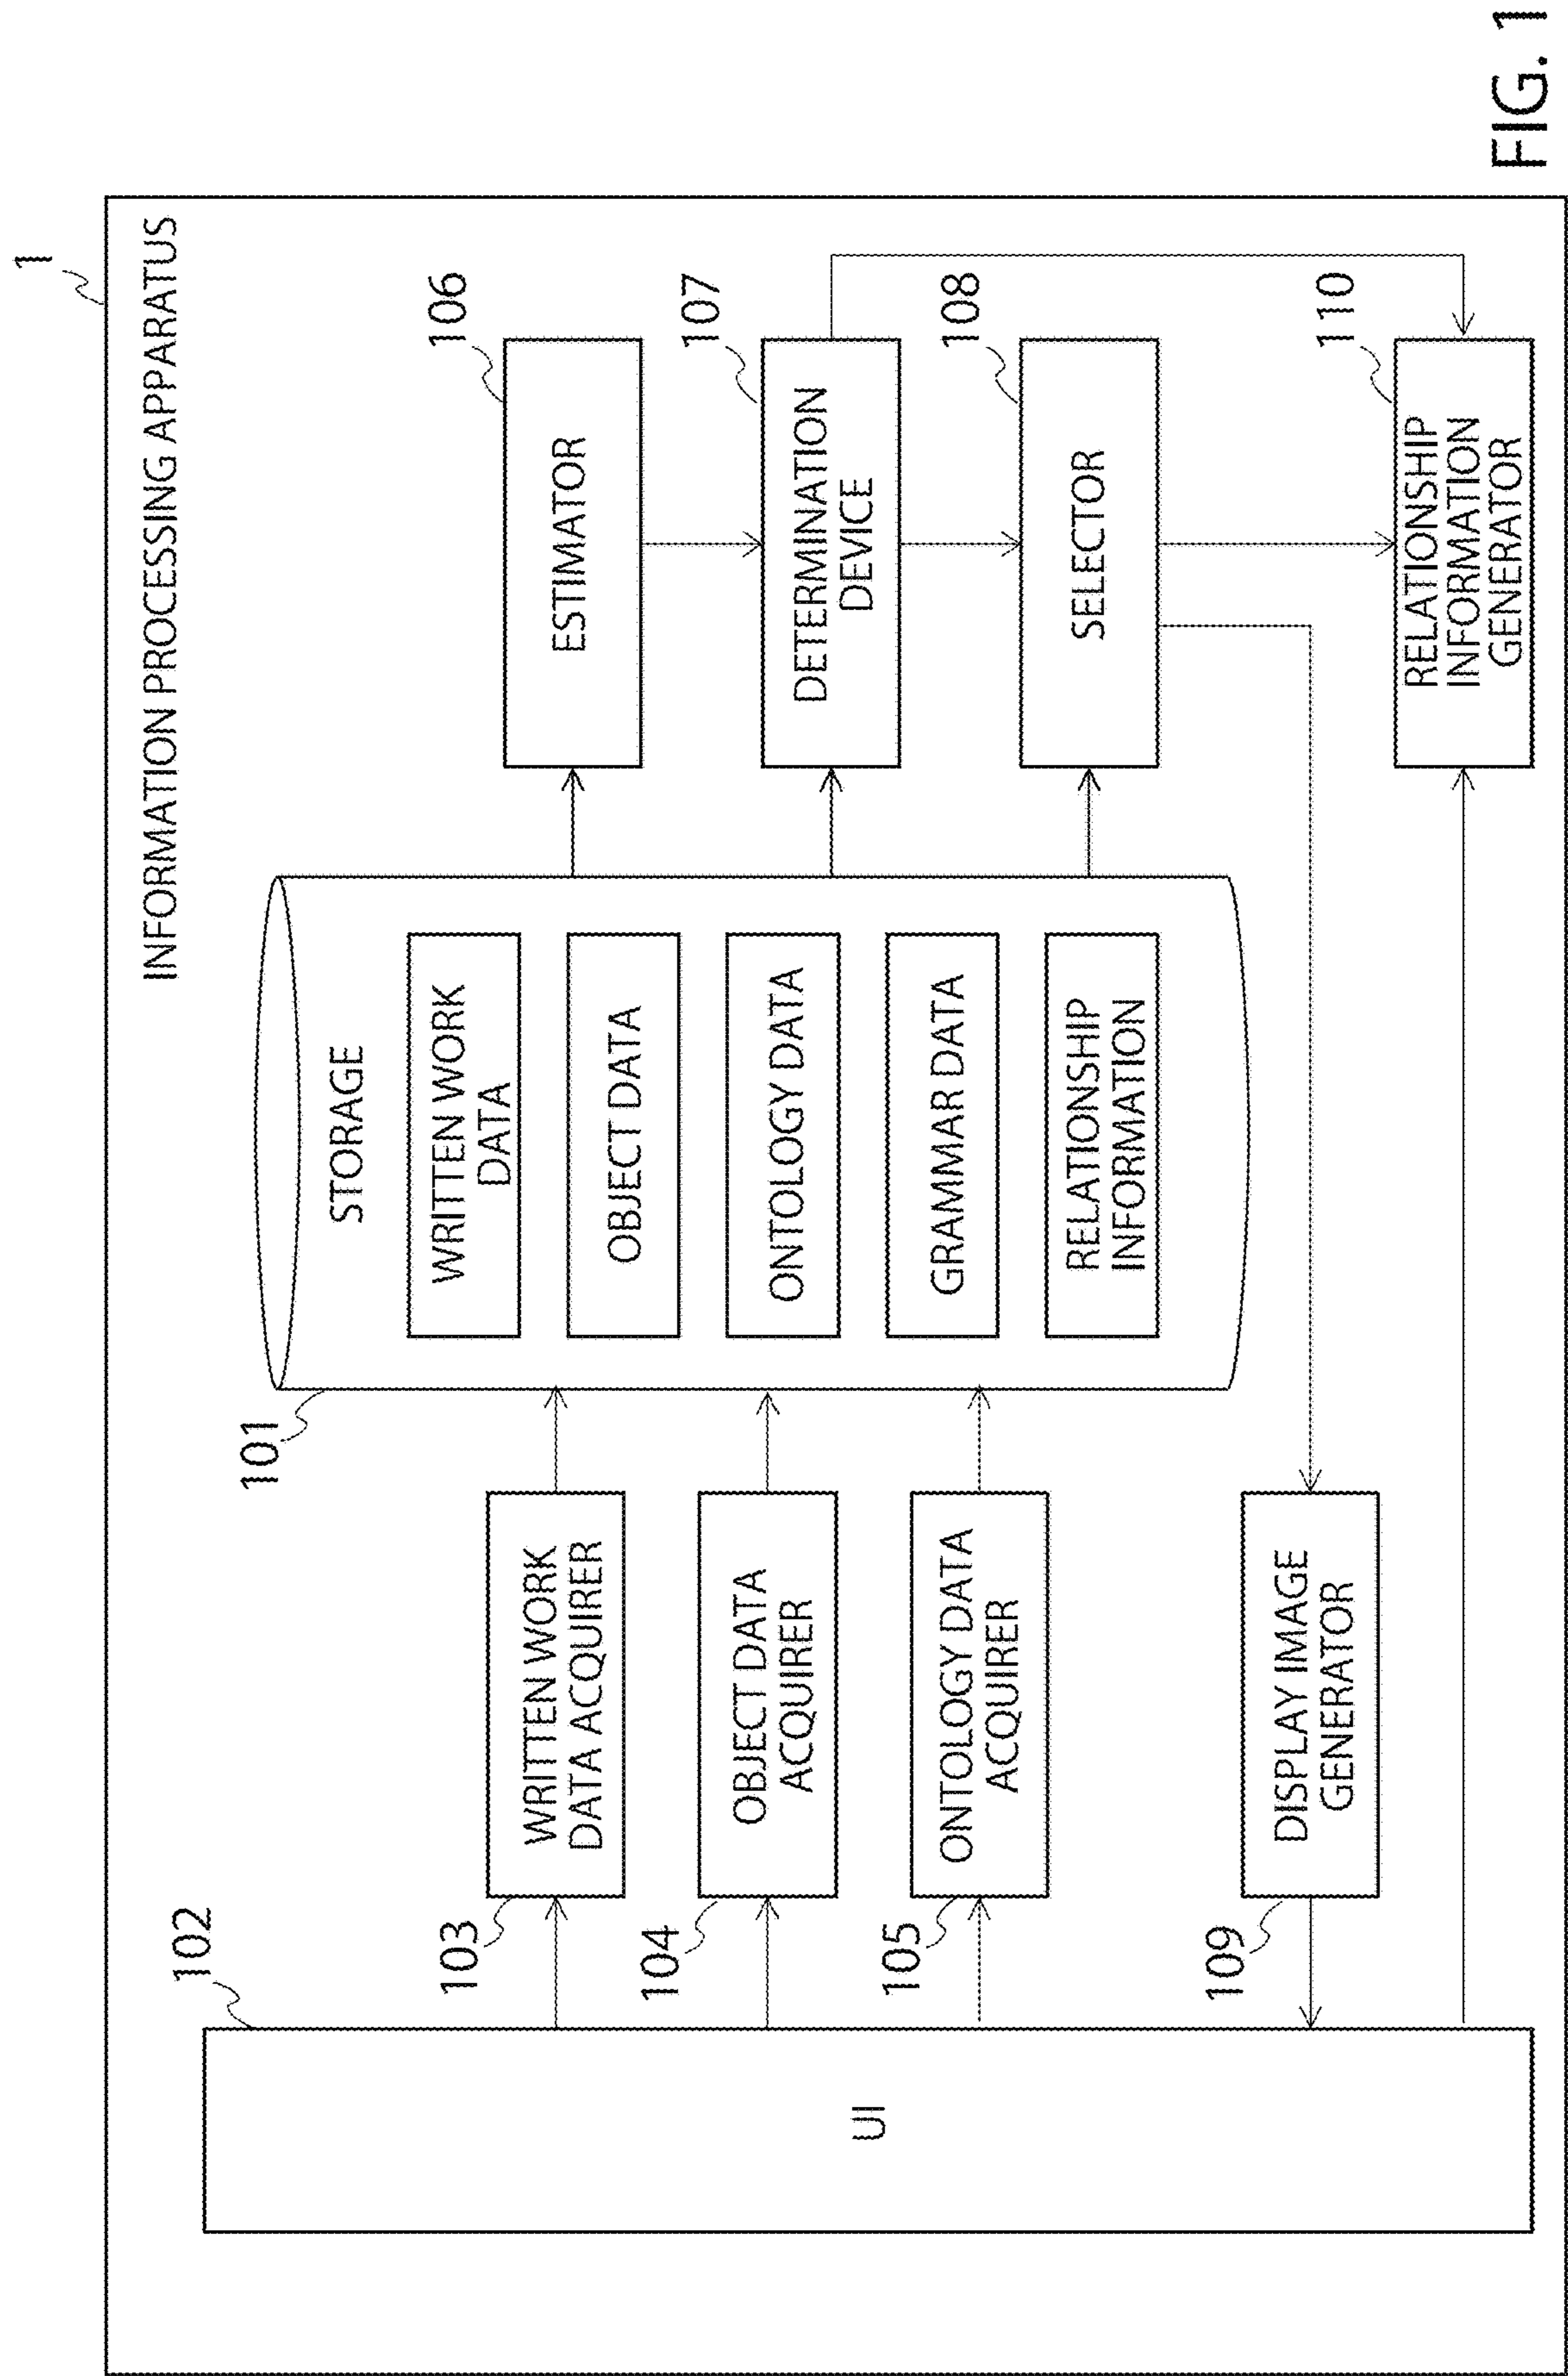 1
INFORMATION PROCESSING APPARATUS
102
UI
103
WRITTEN WORK
DATA ACQUIRER
104
OBJECT DATA
ACQUIRER
105
ONTOLOGY DATA
ACQUIRER
109
DISPLAY IMAGE
GENERATOR
101
STORAGE
WRITTEN WORK
DATA
OBJECT DATA
ONTOLOGY DATA
GRAMMAR DATA
RELATIONSHIP
INFORMATION
106
ESTIMATOR
107
DETERMINATION
DEVICE
108
SELECTOR
110
RELATIONSHIP
INFORMATION
GENERATOR
FIG. 1